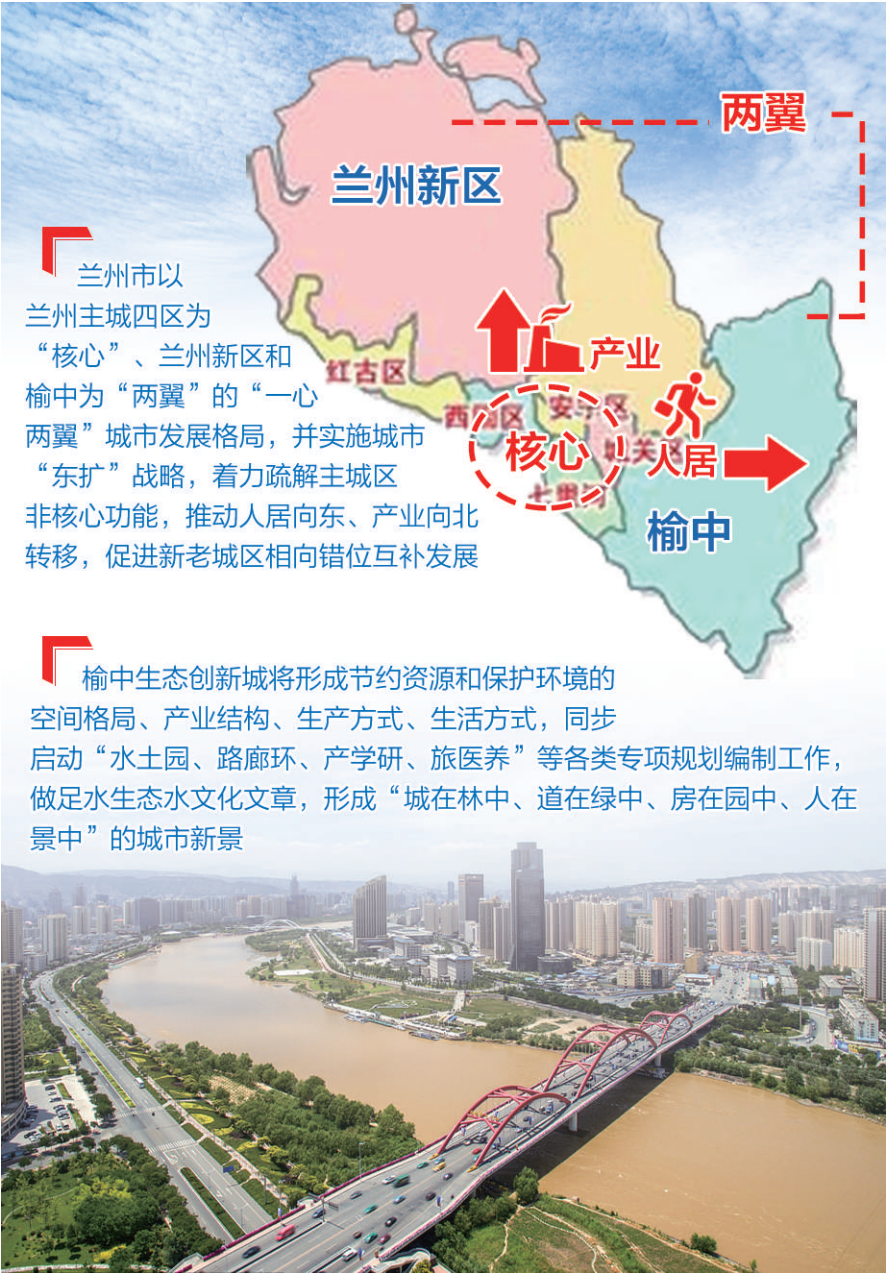 两翼
兰州新区
兰州市以
兰州主城四区为
“核心”、兰州新区和
榆中为“两翼”的“一心
两翼”城市发展格局，并实施城市
“东扩”战略，着力疏解主城区
非核心功能，推动人居向东、产业向北
转移，促进新老城区相向错位互补发展
产业
红古区
西固区
安宁区
核心
城关区
人居
七里河
榆中
榆中生态创新城将形成节约资源和保护环境的
空间格局、产业结构、生产方式、生活方式，同步
启动“水土园、路廊环、产学研、旅医养”等各类专项规划编制工作，
做足水生态水文化文章，形成“城在林中、道在绿中、房在园中、人在
景中”的城市新景